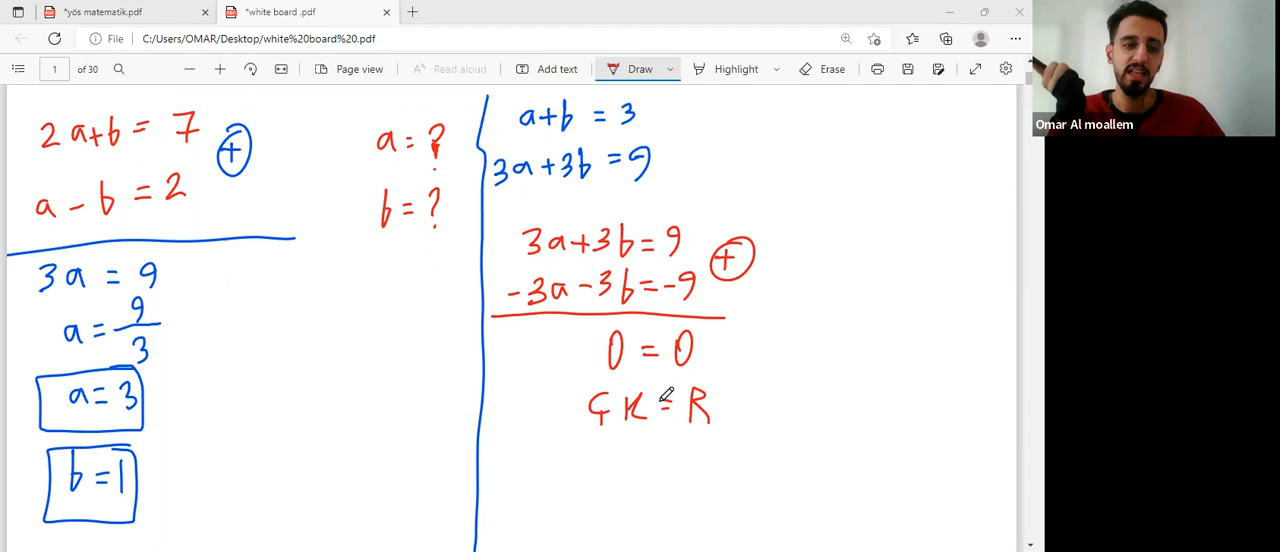 *yös matematik.pdf
*white board .pdf
File C:/Users/OMAR/Desktop/white%20board%20.pdf
1 of 30 Page view Read aloud Add text Draw Highlight Erase
Omar Al moallem
2a+b = 7
a - b = 2
+
a = ?
b = ?
3a = 9
a = 9/3
a = 3
b = 1
a+b = 3
3a+3b = 9
3a+3b = 9
-3a-3b = -9
+
0 = 0
ÇK = R